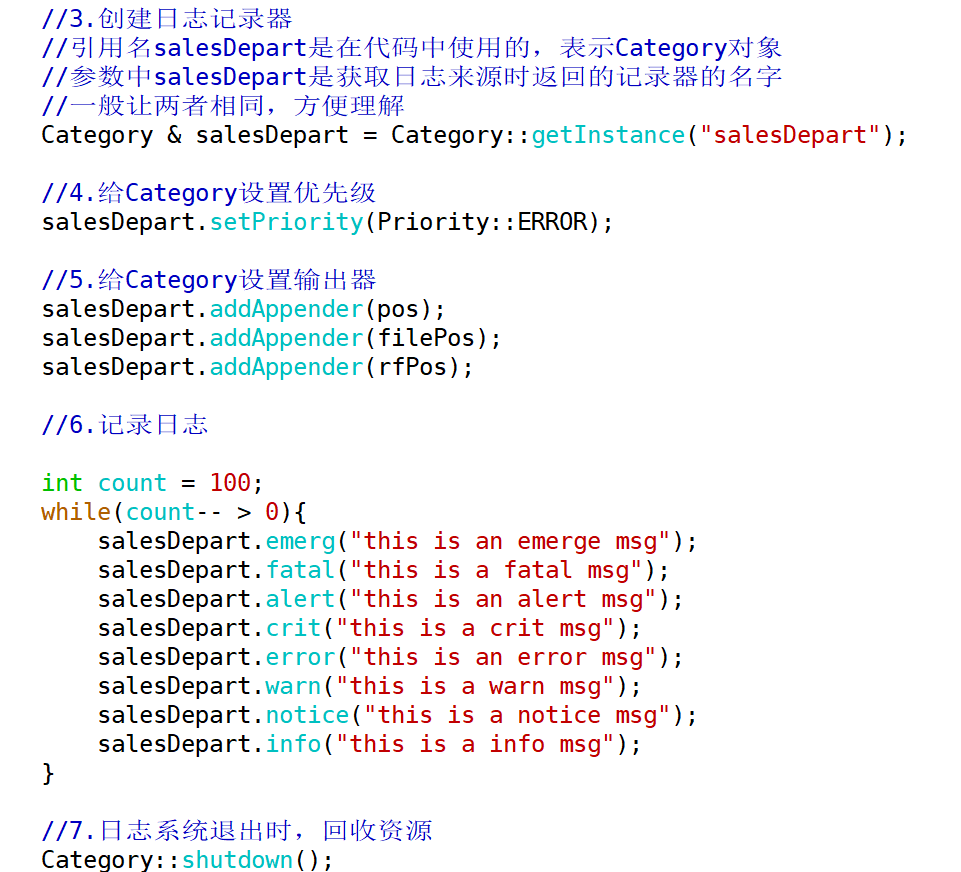 //3.创建日志记录器
//引用名salesDepart是在代码中使用的，表示Category对象
//参数中salesDepart是获取日志来源时返回的记录器的名字
//一般让两者相同，方便理解
Category & salesDepart = Category::getInstance("salesDepart");
//4.给Category设置优先级
salesDepart.setPriority(Priority::ERROR);
//5.给Category设置输出器
salesDepart.addAppender(pos);
salesDepart.addAppender(filePos);
salesDepart.addAppender(rfPos);
//6.记录日志
int count = 100;
while(count-- > 0){
    salesDepart.emerg("this is an emerge msg");
    salesDepart.fatal("this is a fatal msg");
    salesDepart.alert("this is an alert msg");
    salesDepart.crit("this is a crit msg");
    salesDepart.error("this is an error msg");
    salesDepart.warn("this is a warn msg");
    salesDepart.notice("this is a notice msg");
    salesDepart.info("this is a info msg");
}
//7.日志系统退出时，回收资源
Category::shutdown();